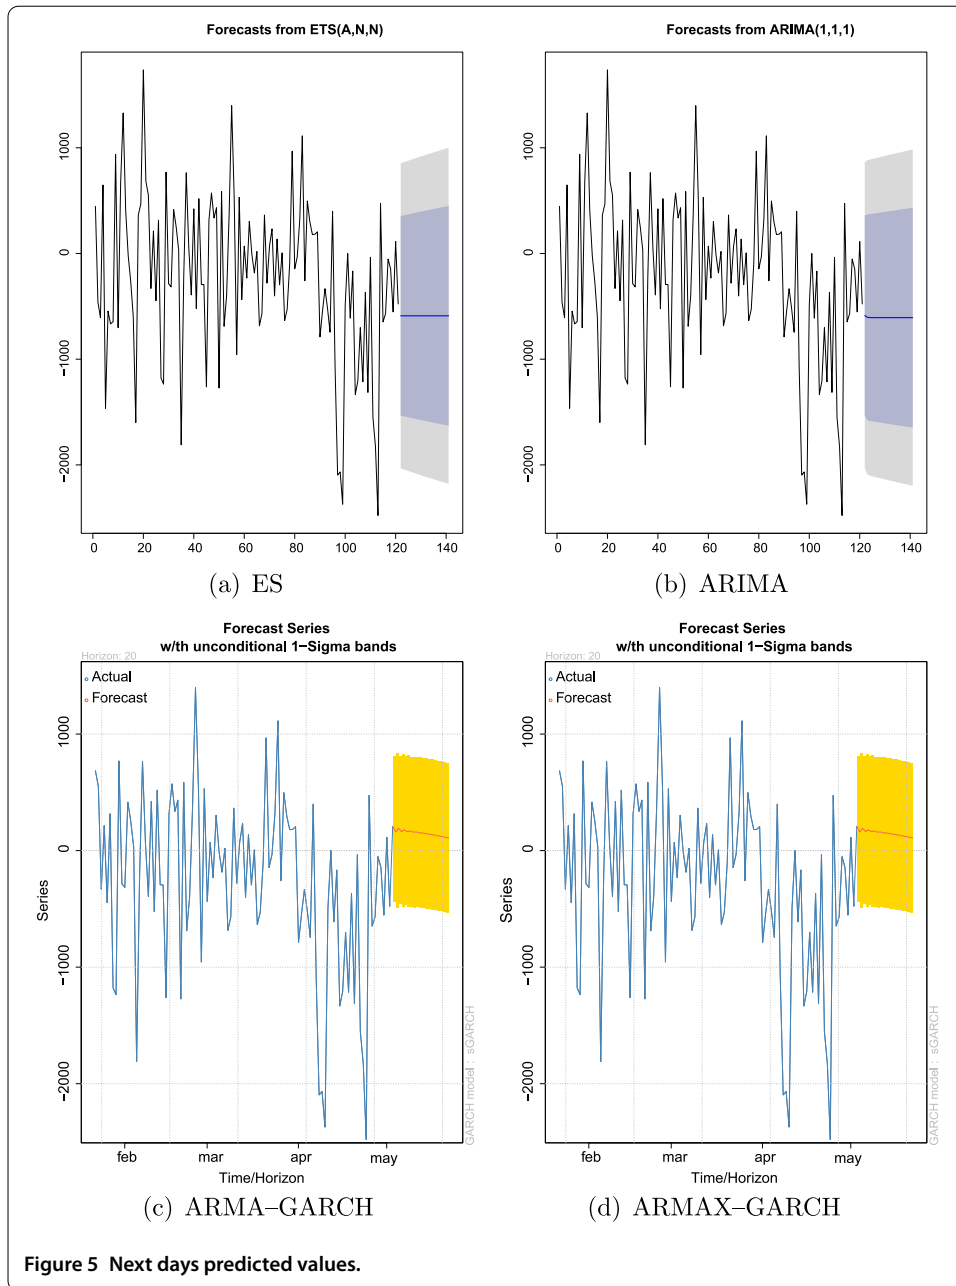 Forecasts from ETS(A,N,N)
1000
0
−1000
−2000
0 20 40 60 80 100 120 140
(a) ES
Forecasts from ARIMA(1,1,1)
1000
0
−1000
−2000
0 20 40 60 80 100 120 140
(b) ARIMA
Forecast Series
w/th unconditional 1−Sigma bands
Horizon: 20
Actual
Forecast
Series
1000
0
−1000
−2000
GARCH model : sGARCH
feb mar apr may
Time/Horizon
(c) ARMA–GARCH
Forecast Series
w/th unconditional 1−Sigma bands
Horizon: 20
Actual
Forecast
Series
1000
0
−1000
−2000
GARCH model : sGARCH
feb mar apr may
Time/Horizon
(d) ARMAX–GARCH
Figure 5 Next days predicted values.